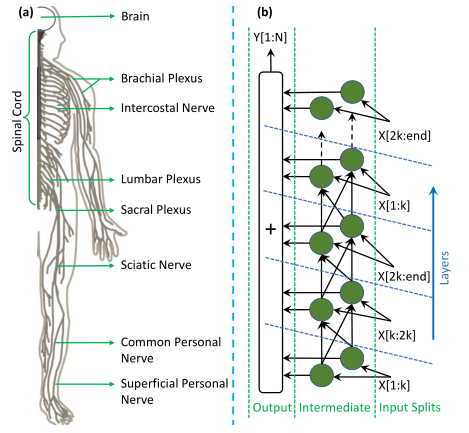 (a)
Brain
Brachial Plexus
Intercostal Nerve
Spinal Cord
Lumbar Plexus
Sacral Plexus
Sciatic Nerve
Common Personal
Nerve
Superficial Personal
Nerve
(b)
Y[1:N]
+
X[2k:end]
X[1:k]
X[2k:end]
X[k:2k]
X[1:k]
Layers
Output
Intermediate
Input Splits